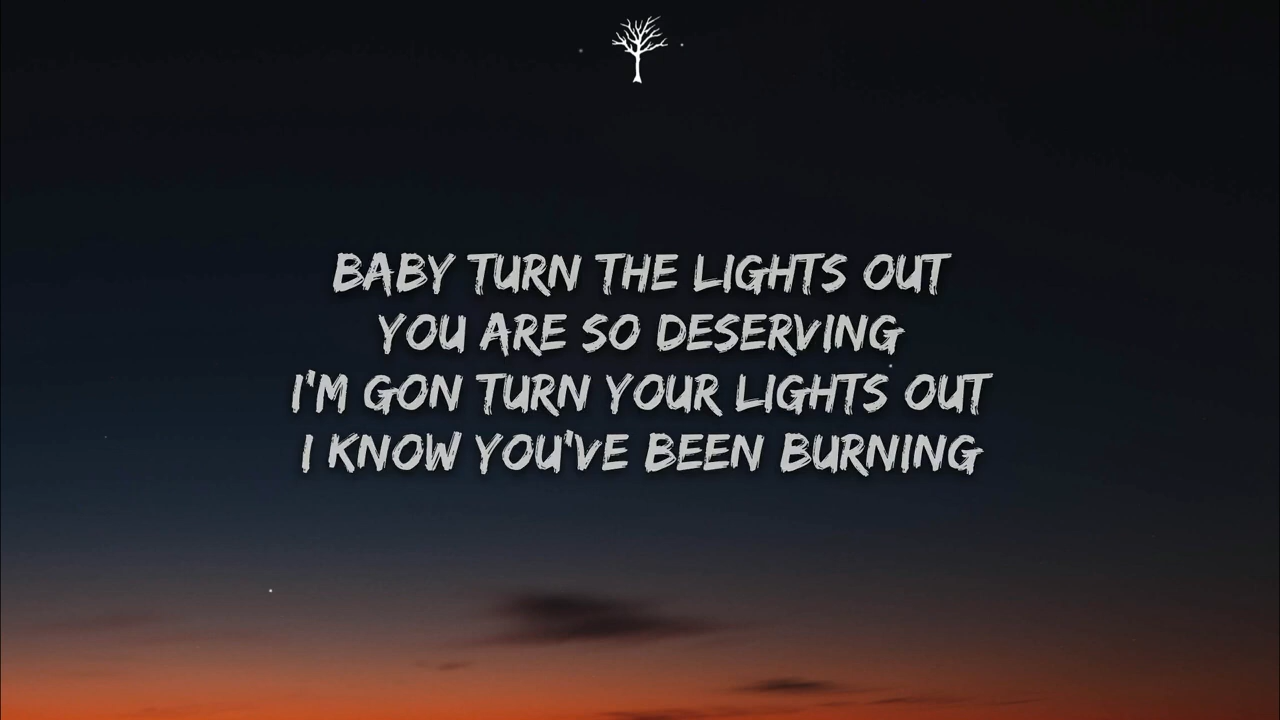 BABY TURN THE LIGHTS OUT
YOU ARE SO DESERVING
I'M GON TURN YOUR LIGHTS OUT
I KNOW YOU'VE BEEN BURNING